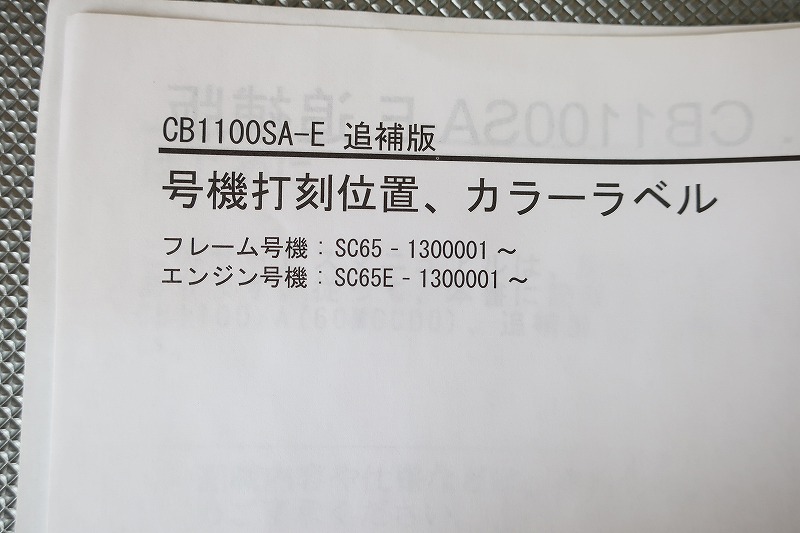 CB1100SA-E 追補版
号機打刻位置、カラーラベル
フレーム号機：SC65 - 1300001 ～
エンジン号機：SC65E - 1300001 ～